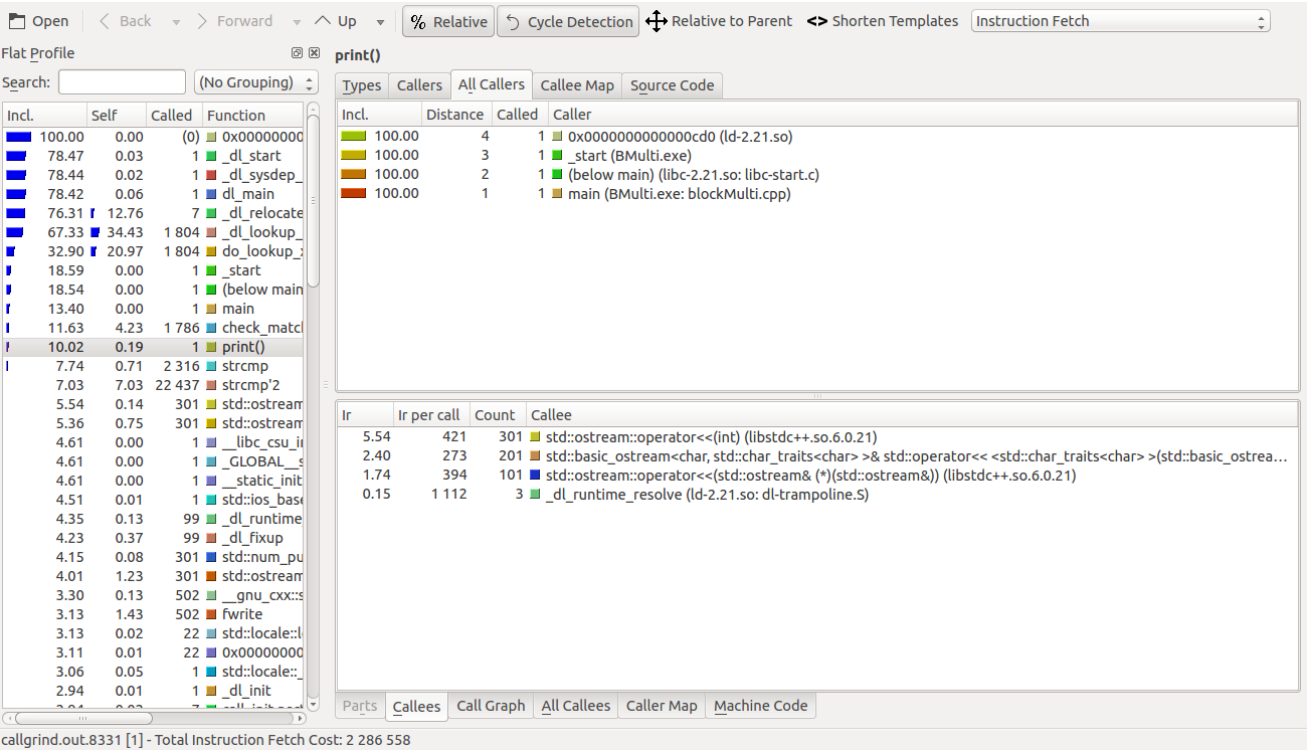 Open Back Forward Up % Relative Cycle Detection Relative to Parent <> Shorten Templates Instruction Fetch
Flat Profile
Search: (No Grouping)
Incl. Self Called Function
100.00 0.00 (0) 0x00000000
78.47 0.03 1 _dl_start
78.44 0.02 1 _dl_sysdep_
78.42 0.06 1 dl_main
76.31 12.76 7 _dl_relocate
67.33 34.43 1 804 _dl_lookup_
32.90 20.97 1 804 do_lookup_
18.59 0.00 1 _start
18.54 0.00 1 (below main
13.40 0.00 1 main
11.63 4.23 1 786 check_matc
10.02 0.19 1 print()
7.74 0.71 2 316 strcmp
7.03 7.03 22 437 strcmp'2
5.54 0.14 301 std::ostream
5.36 0.75 301 std::ostream
4.61 0.00 1 __libc_csu_i
4.61 0.00 1 _GLOBAL__
4.61 0.00 1 __static_init
4.51 0.01 1 std::ios_base
4.35 0.13 99 _dl_runtime
4.23 0.37 99 _dl_fixup
4.15 0.08 301 std::num_pu
4.01 1.23 301 std::ostream
3.30 0.13 502 __gnu_cxx::s
3.13 1.43 502 fwrite
3.13 0.02 22 std::locale::l
3.11 0.01 22 0x00000000
3.06 0.05 1 std::locale::_
2.94 0.01 1 _dl_init
print()
Types Callers All Callers Callee Map Source Code
Incl. Distance Called Caller
100.00 4 1 0x0000000000000cd0 (ld-2.21.so)
100.00 3 1 _start (BMulti.exe)
100.00 2 1 (below main) (libc-2.21.so: libc-start.c)
100.00 1 1 main (BMulti.exe: blockMulti.cpp)
Ir Ir per call Count Callee
5.54 421 301 std::ostream::operator<<(int) (libstdc++.so.6.0.21)
2.40 273 201 std::basic_ostream<char, std::char_traits<char> >& std::operator<< <std::char_traits<char> >(std::basic_ostrea...
1.74 394 101 std::ostream::operator<<(std::ostream& (*)(std::ostream&)) (libstdc++.so.6.0.21)
0.15 1 112 3 _dl_runtime_resolve (ld-2.21.so: dl-trampoline.S)
Parts Callees Call Graph All Callees Caller Map Machine Code
callgrind.out.8331 [1] - Total Instruction Fetch Cost: 2 286 558